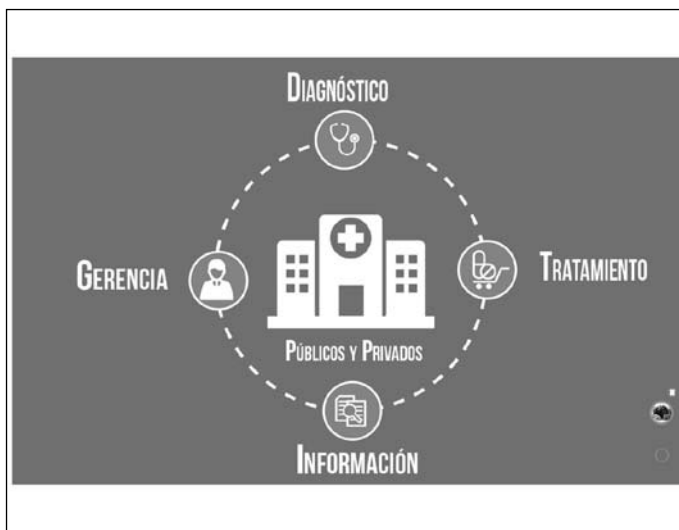 DIAGNÓSTICO
GERENCIA
TRATAMIENTO
PÚBLICOS Y PRIVADOS
INFORMACIÓN